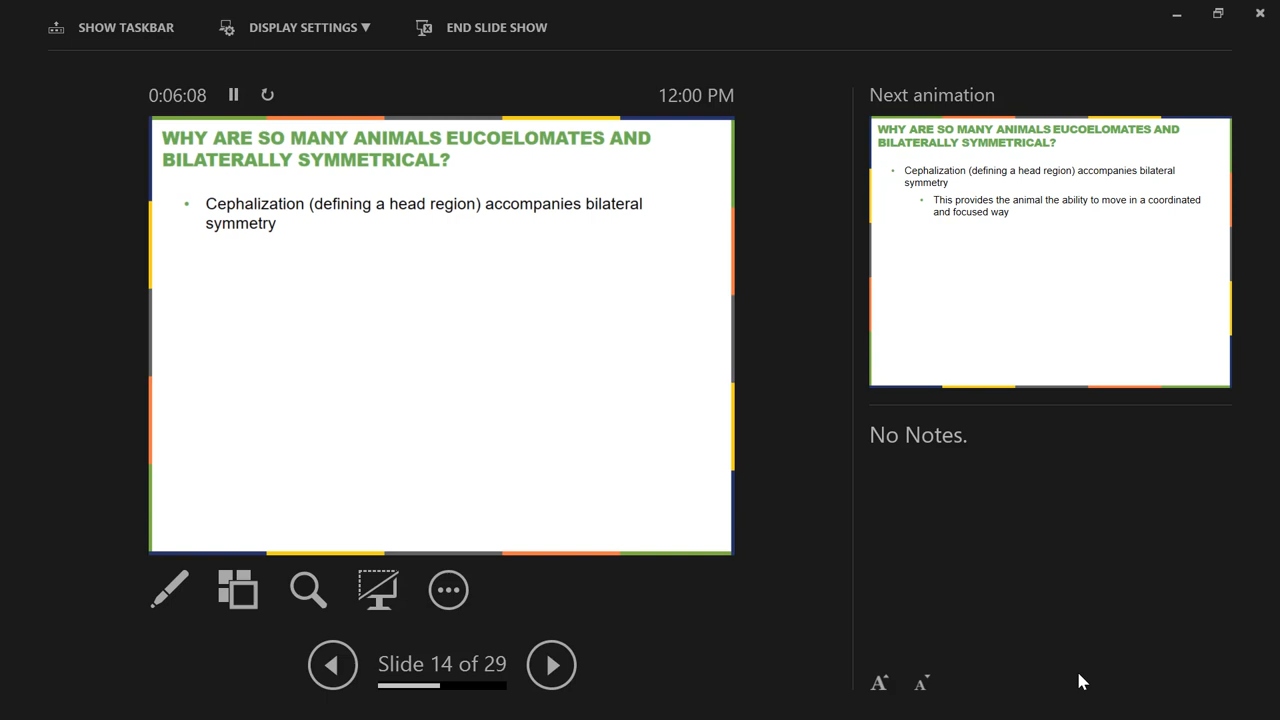 SHOW TASKBAR
DISPLAY SETTINGS ▼
END SLIDE SHOW
0:06:08
12:00 PM
WHY ARE SO MANY ANIMALS EUCOELOMATES AND
BILATERALLY SYMMETRICAL?
• Cephalization (defining a head region) accompanies bilateral
symmetry
Slide 14 of 29
Next animation
WHY ARE SO MANY ANIMALS EUCOELOMATES AND
BILATERALLY SYMMETRICAL?
• Cephalization (defining a head region) accompanies bilateral
symmetry
• This provides the animal the ability to move in a coordinated
and focused way
No Notes.
A A